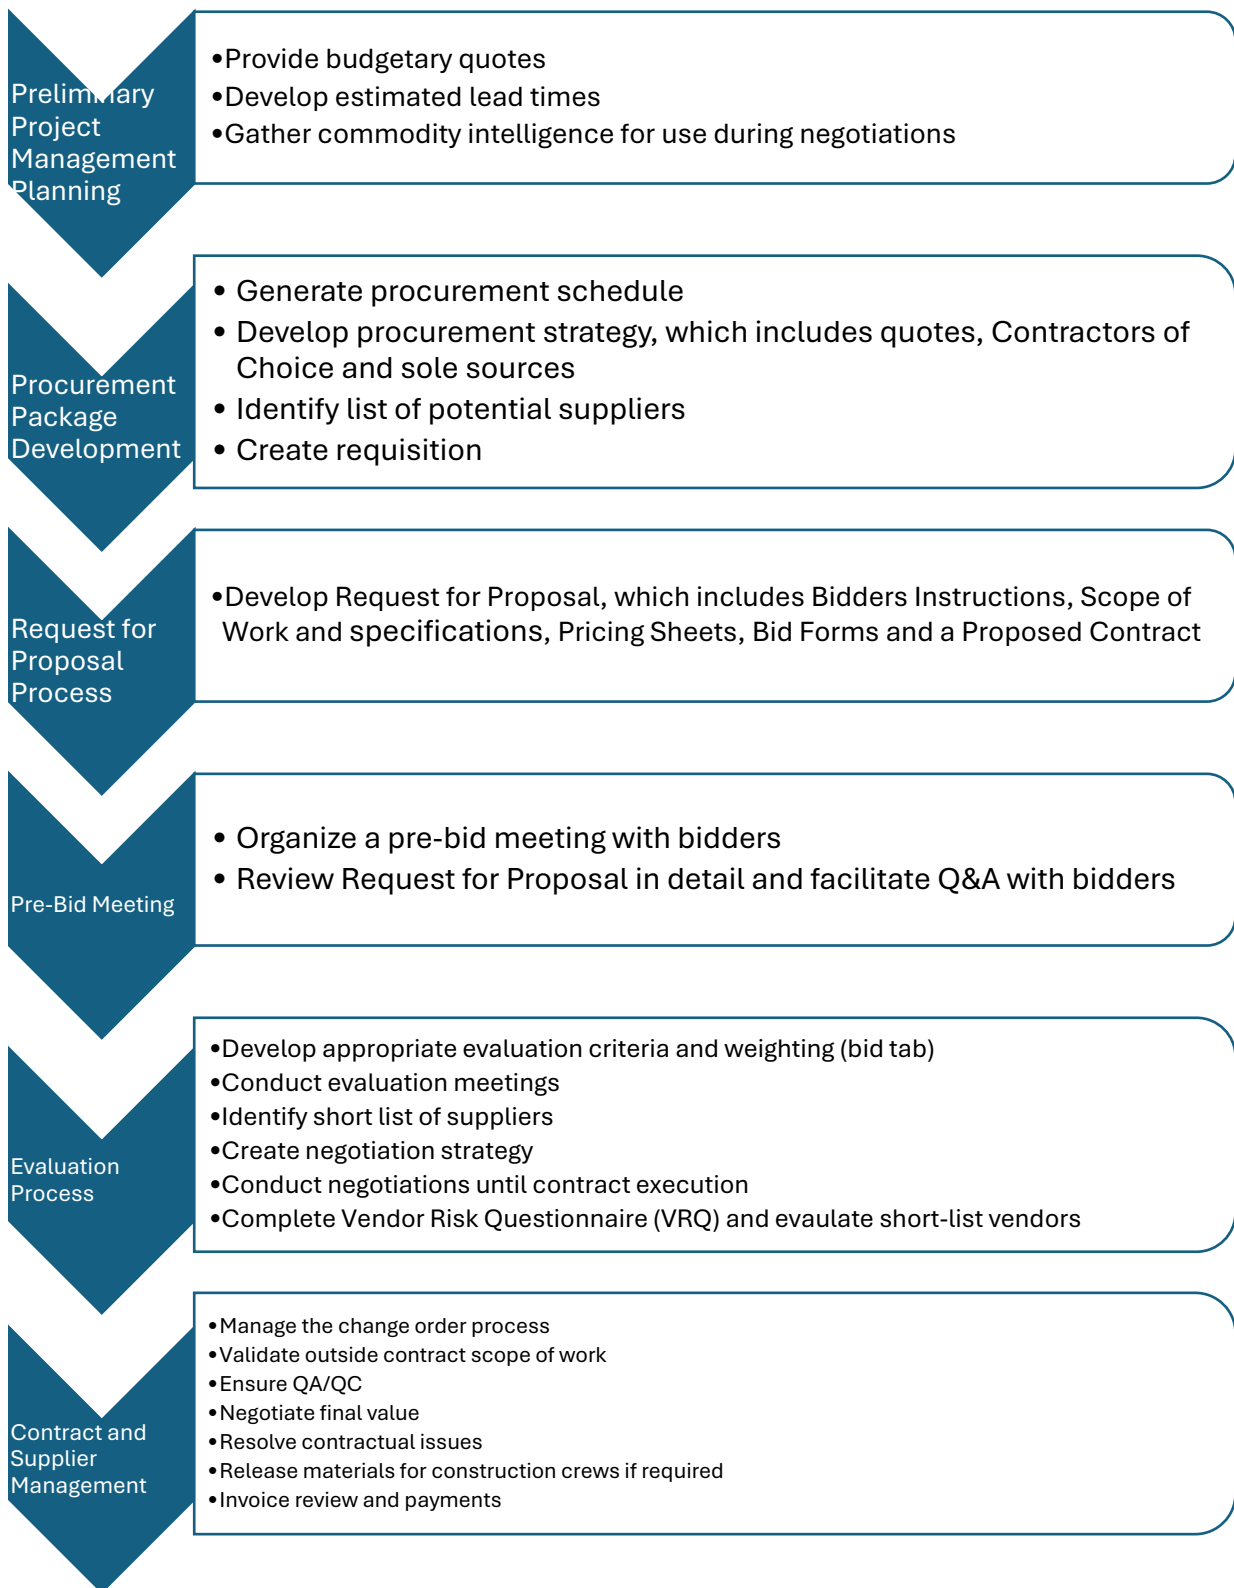 Preliminary
Project
Management
Planning
•Provide budgetary quotes
•Develop estimated lead times
•Gather commodity intelligence for use during negotiations
Procurement
Package
Development
• Generate procurement schedule
• Develop procurement strategy, which includes quotes, Contractors of
Choice and sole sources
• Identify list of potential suppliers
• Create requisition
Request for
Proposal
Process
•Develop Request for Proposal, which includes Bidders Instructions, Scope of
Work and specifications, Pricing Sheets, Bid Forms and a Proposed Contract
Pre-Bid Meeting
• Organize a pre-bid meeting with bidders
• Review Request for Proposal in detail and facilitate Q&A with bidders
Evaluation
Process
•Develop appropriate evaluation criteria and weighting (bid tab)
•Conduct evaluation meetings
•Identify short list of suppliers
•Create negotiation strategy
•Conduct negotiations until contract execution
•Complete Vendor Risk Questionnaire (VRQ) and evaulate short-list vendors
Contract and
Supplier
Management
•Manage the change order process
•Validate outside contract scope of work
•Ensure QA/QC
•Negotiate final value
•Resolve contractual issues
•Release materials for construction crews if required
•Invoice review and payments